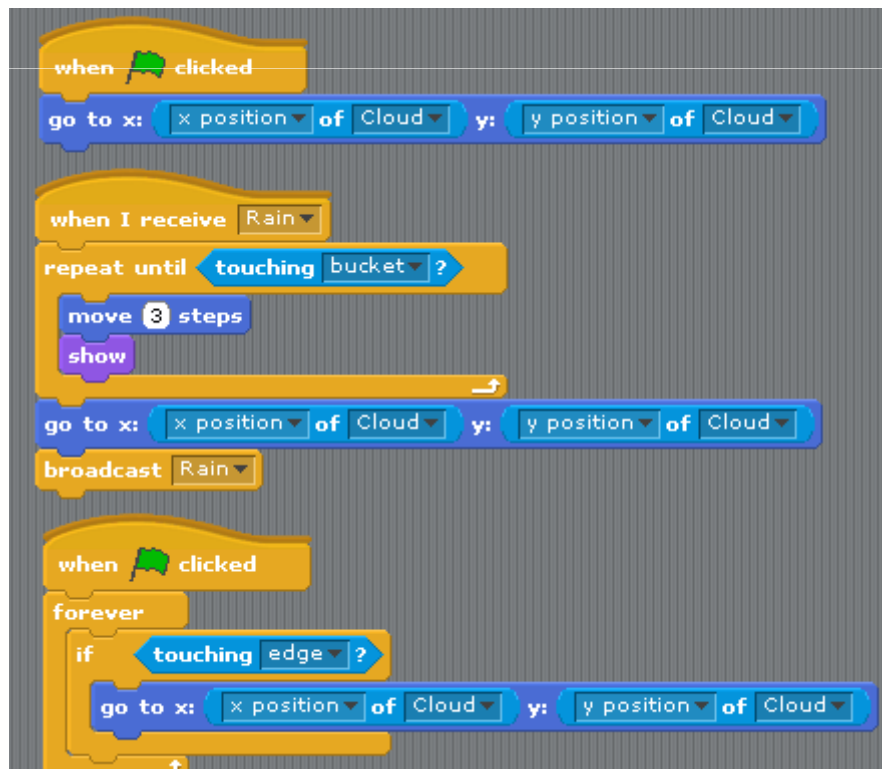 when clicked
go to x: x position of Cloud y: y position of Cloud
when I receive Rain
repeat until touching bucket ?
move 3 steps
show
go to x: x position of Cloud y: y position of Cloud
broadcast Rain
when clicked
forever
if touching edge ?
go to x: x position of Cloud y: y position of Cloud